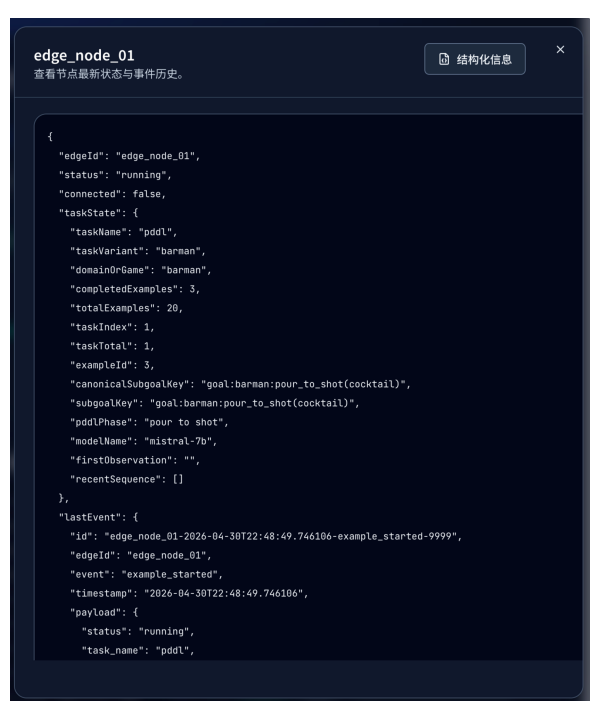 edge_node_01
查看节点最新状态与事件历史。
结构化信息
{
  "edgeId": "edge_node_01",
  "status": "running",
  "connected": false,
  "taskState": {
    "taskName": "pddl",
    "taskVariant": "barman",
    "domainOrGame": "barman",
    "completedExamples": 3,
    "totalExamples": 20,
    "taskIndex": 1,
    "taskTotal": 1,
    "exampleId": 3,
    "canonicalSubgoalKey": "goal:barman:pour_to_shot(cocktail)",
    "subgoalKey": "goal:barman:pour_to_shot(cocktail)",
    "pddlPhase": "pour to shot",
    "modelName": "mistral-7b",
    "firstObservation": "",
    "recentSequence": []
  },
  "lastEvent": {
    "id": "edge_node_01-2026-04-30T22:48:49.746106-example_started-9999",
    "edgeId": "edge_node_01",
    "event": "example_started",
    "timestamp": "2026-04-30T22:48:49.746106",
    "payload": {
      "status": "running",
      "task_name": "pddl",